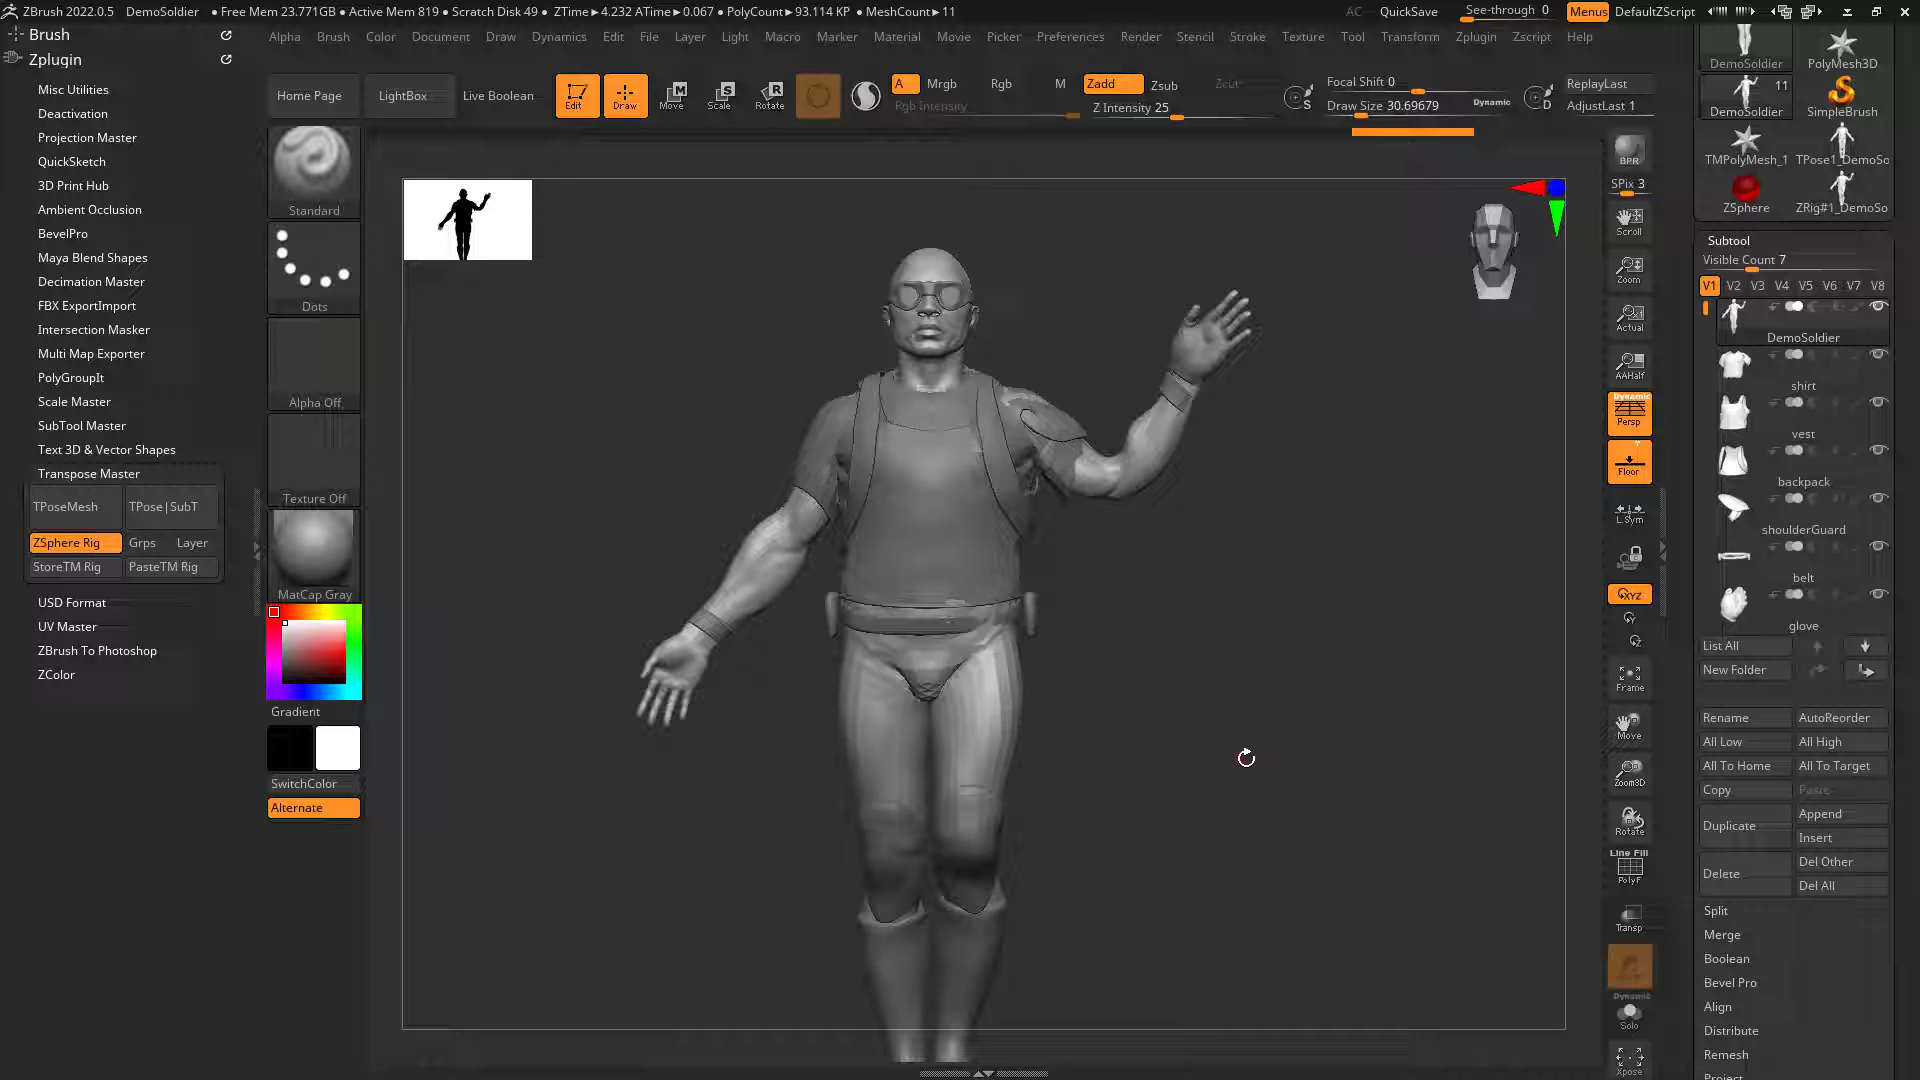 ZBrush 2022.0.5 DemoSoldier ● Free Mem 23.771GB ● Active Mem 819 ● Scratch Disk 49 ● ZTime►4.232 ATime►0.067 ● PolyCount►93.114 KP ● MeshCount►11 AC QuickSave See-through 0 Menus DefaultZScript
Brush
Zplugin
Alpha Brush Color Document Draw Dynamics Edit File Layer Light Macro Marker Material Movie Picker Preferences Render Stencil Stroke Texture Tool Transform Zplugin Zscript Help
Misc Utilities
Deactivation
Projection Master
QuickSketch
3D Print Hub
Ambient Occlusion
BevelPro
Maya Blend Shapes
Decimation Master
FBX ExportImport
Intersection Masker
Multi Map Exporter
PolyGroupIt
Scale Master
SubTool Master
Text 3D & Vector Shapes
Transpose Master
TPoseMesh TPose|SubT
ZSphere Rig Grps Layer
StoreTM Rig PasteTM Rig
USD Format
UV Master
ZBrush To Photoshop
ZColor
Home Page LightBox Live Boolean
Edit Draw Move Scale Rotate
A Mrgb Rgb M
Rgb Intensity
Zadd Zsub Zcut
Z Intensity 25
S
Focal Shift 0
Draw Size 30.69679 Dynamic
D
ReplayLast
AdjustLast 1
Standard
Dots
Alpha Off
Texture Off
MatCap Gray
Gradient
SwitchColor
Alternate
BPR
SPix 3
Scroll
Zoom
Actual
AAHalf
Dynamic
Persp
Y
Floor
L.Sym
XYZ
Y
Z
Frame
Move
Zoom3D
Rotate
Line Fill
PolyF
Transp
Dynamic
Solo
Xpose
DemoSoldier PolyMesh3D
11
DemoSoldier SimpleBrush
TMPolyMesh_1 TPose1_DemoSo
ZSphere ZRig#1_DemoSo
Subtool
Visible Count 7
V1 V2 V3 V4 V5 V6 V7 V8
DemoSoldier
shirt
vest
backpack
shoulderGuard
belt
glove
List All
New Folder
Rename AutoReorder
All Low All High
All To Home All To Target
Copy Paste
Duplicate Append
Insert
Delete Del Other
Del All
Split
Merge
Boolean
Bevel Pro
Align
Distribute
Remesh
Project